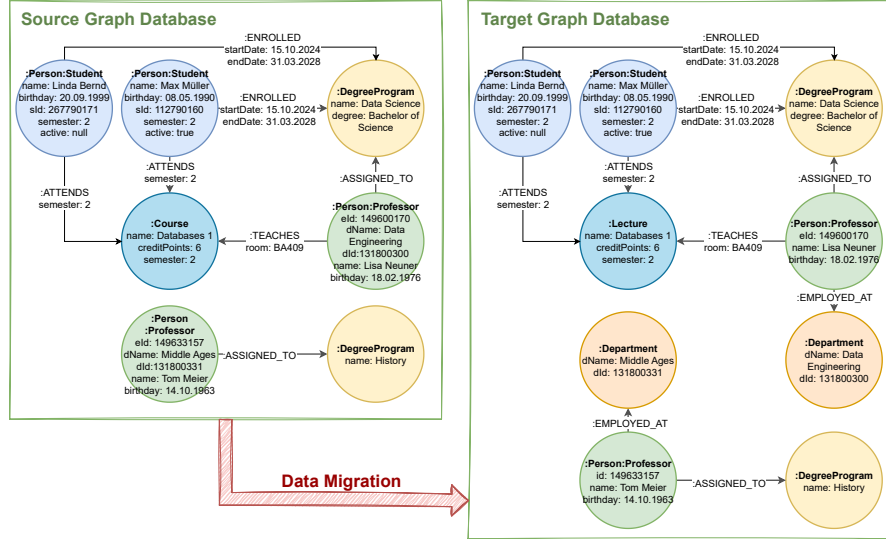 Source Graph Database
:ENROLLED
startDate: 15.10.2024
endDate: 31.03.2028
:Person:Student
name: Linda Bernd
birthday: 20.09.1999
sId: 267790171
semester: 2
active: null
:Person:Student
name: Max Müller
birthday: 08.05.1990
sId: 112790160
semester: 2
active: true
:ENROLLED
startDate: 15.10.2024
endDate: 31.03.2028
:DegreeProgram
name: Data Science
degree: Bachelor of
Science
:ATTENDS
semester: 2
:ATTENDS
semester: 2
:ASSIGNED_TO
:Course
name: Databases 1
creditPoints: 6
semester: 2
:TEACHES
room: BA409
:Person:Professor
eId: 149600170
dName: Data
Engineering
dId:131800300
name: Lisa Neuner
birthday: 18.02.1976
:Person
:Professor
eId: 149633157
dName: Middle Ages
dId:131800331
name: Tom Meier
birthday: 14.10.1963
:ASSIGNED_TO
:DegreeProgram
name: History
Data Migration
Target Graph Database
:ENROLLED
startDate: 15.10.2024
endDate: 31.03.2028
:Person:Student
name: Linda Bernd
birthday: 20.09.1999
sId: 267790171
semester: 2
active: null
:Person:Student
name: Max Müller
birthday: 08.05.1990
sId: 112790160
semester: 2
active: true
:ENROLLED
startDate: 15.10.2024
endDate: 31.03.2028
:DegreeProgram
name: Data Science
degree: Bachelor of
Science
:ATTENDS
semester: 2
:ATTENDS
semester: 2
:ASSIGNED_TO
:Lecture
name: Databases 1
creditPoints: 6
semester: 2
:TEACHES
room: BA409
:Person:Professor
eId: 149600170
name: Lisa Neuner
birthday: 18.02.1976
:EMPLOYED_AT
:Department
dName: Middle Ages
dId: 131800331
:Department
dName: Data
Engineering
dId: 131800300
:EMPLOYED_AT
:Person:Professor
id: 149633157
name: Tom Meier
birthday: 14.10.1963
:ASSIGNED_TO
:DegreeProgram
name: History